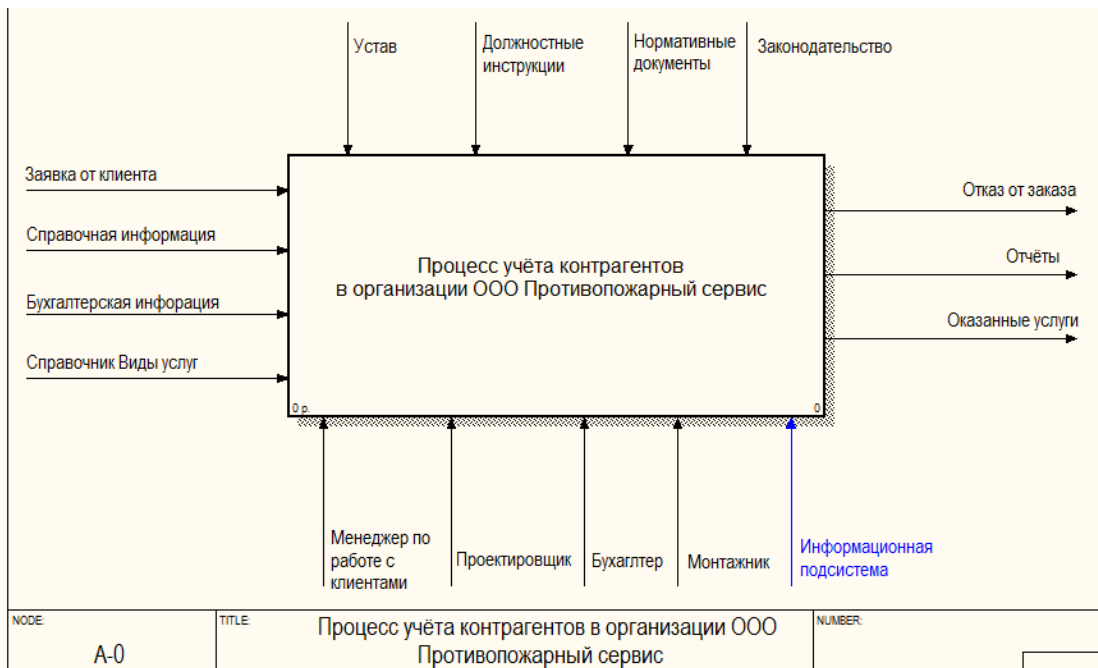 Устав
Должностные
инструкции
Нормативные
документы
Законодательство
Заявка от клиента
Справочная информация
Бухгалтерская инфорация
Справочник Виды услуг
Процесс учёта контрагентов
в организации ООО Противопожарный сервис
0 р.
0
Отказ от заказа
Отчёты
Оказанные услуги
Менеджер по
работе с
клиентами
Проектировщик
Бухаглтер
Монтажник
Информационная
подсистема
NODE:
A-0
TITLE:
Процесс учёта контрагентов в организации ООО
Противопожарный сервис
NUMBER: